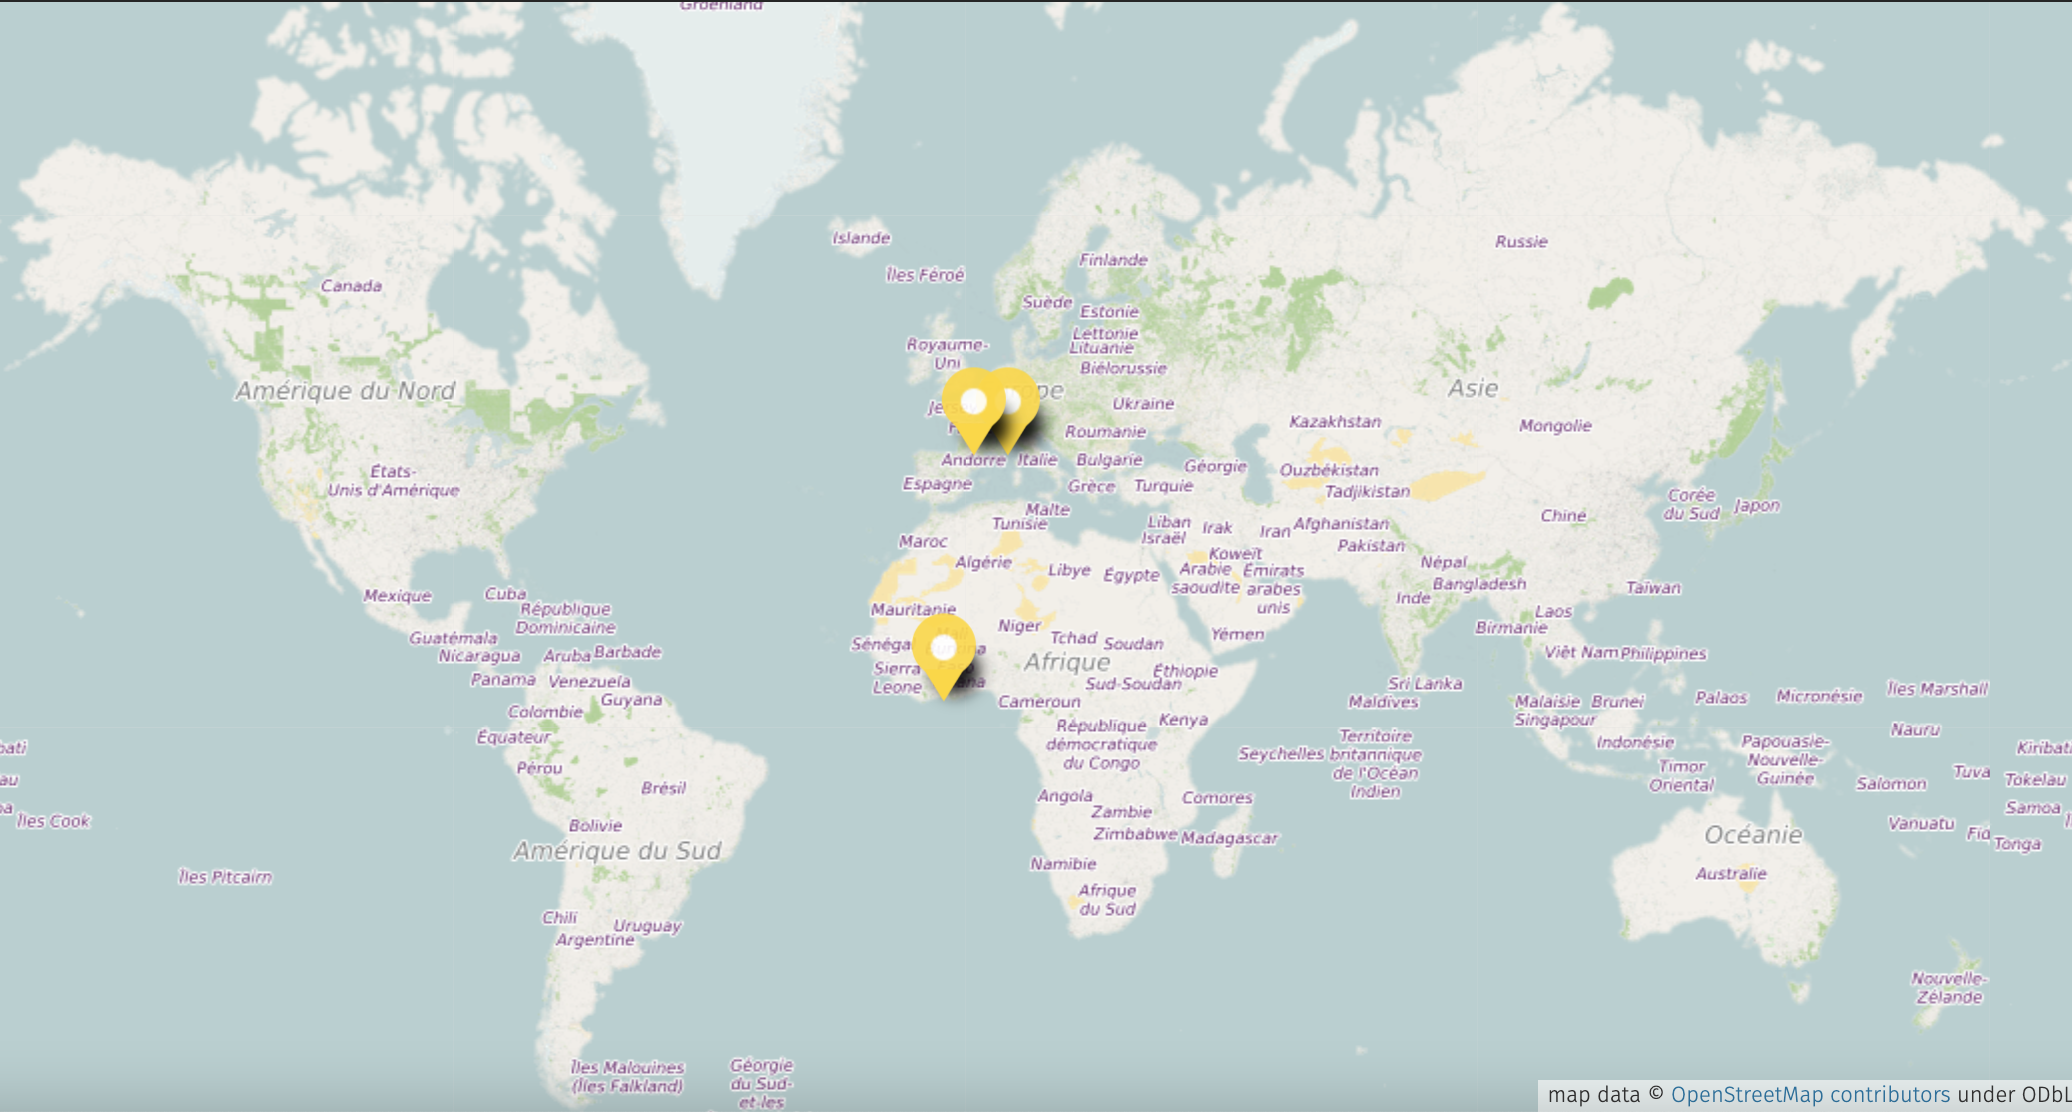 Groenland
Islande
Îles Féroé
Finlande
Russie
Canada
Suède
Estonie
Lettonie
Lituanie
Biélorussie
Royaume-
Uni
Amérique du Nord
Asie
Ukraine
Kazakhstan
Mongolie
Roumanie
Andorre
Italie
Bulgarie
Géorgie
Ouzbékistan
États-
Unis d'Amérique
Espagne
Grèce
Turquie
Tadjikistan
Corée
du Sud
Japon
Malte
Tunisie
Liban
Israël
Irak
Iran
Afghanistan
Chine
Maroc
Pakistan
Algérie
Libye
Égypte
Koweït
Arabie
saoudite
Émirats
arabes
unis
Népal
Bangladesh
Inde
Taïwan
Mexique
Cuba
République
Dominicaine
Mauritanie
Niger
Tchad
Soudan
Yémen
Laos
Birmanie
Guatémala
Nicaragua
Aruba
Barbade
Sénégal
Afrique
Éthiopie
Viêt Nam
Philippines
Panama
Venezuela
Sierra
Leone
Sud-Soudan
Sri Lanka
Guyana
Colombie
Cameroun
Maldives
Malaisie
Brunei
Singapour
Palaos
Micronésie
Îles Marshall
Équateur
République
démocratique
du Congo
Kenya
Seychelles
Territoire
britannique
de l'Océan
Indien
Indonésie
Papouasie-
Nouvelle-
Guinée
Nauru
Kiribati
bati
Pérou
Brésil
Timor
Oriental
Salomon
Tuva
Tokelau
au
Angola
Zambie
Comores
Samoa
Îles Cook
Bolivie
Zimbabwe
Madagascar
Océanie
Vanuatu
Fid
Tonga
Amérique du Sud
Îles Pitcairn
Namibie
Australie
Afrique
du Sud
Chili
Uruguay
Argentine
Nouvelle-
Zélande
Îles Malouines
(Îles Falkland)
Géorgie
du Sud-
et-les
map data © OpenStreetMap contributors under ODbL